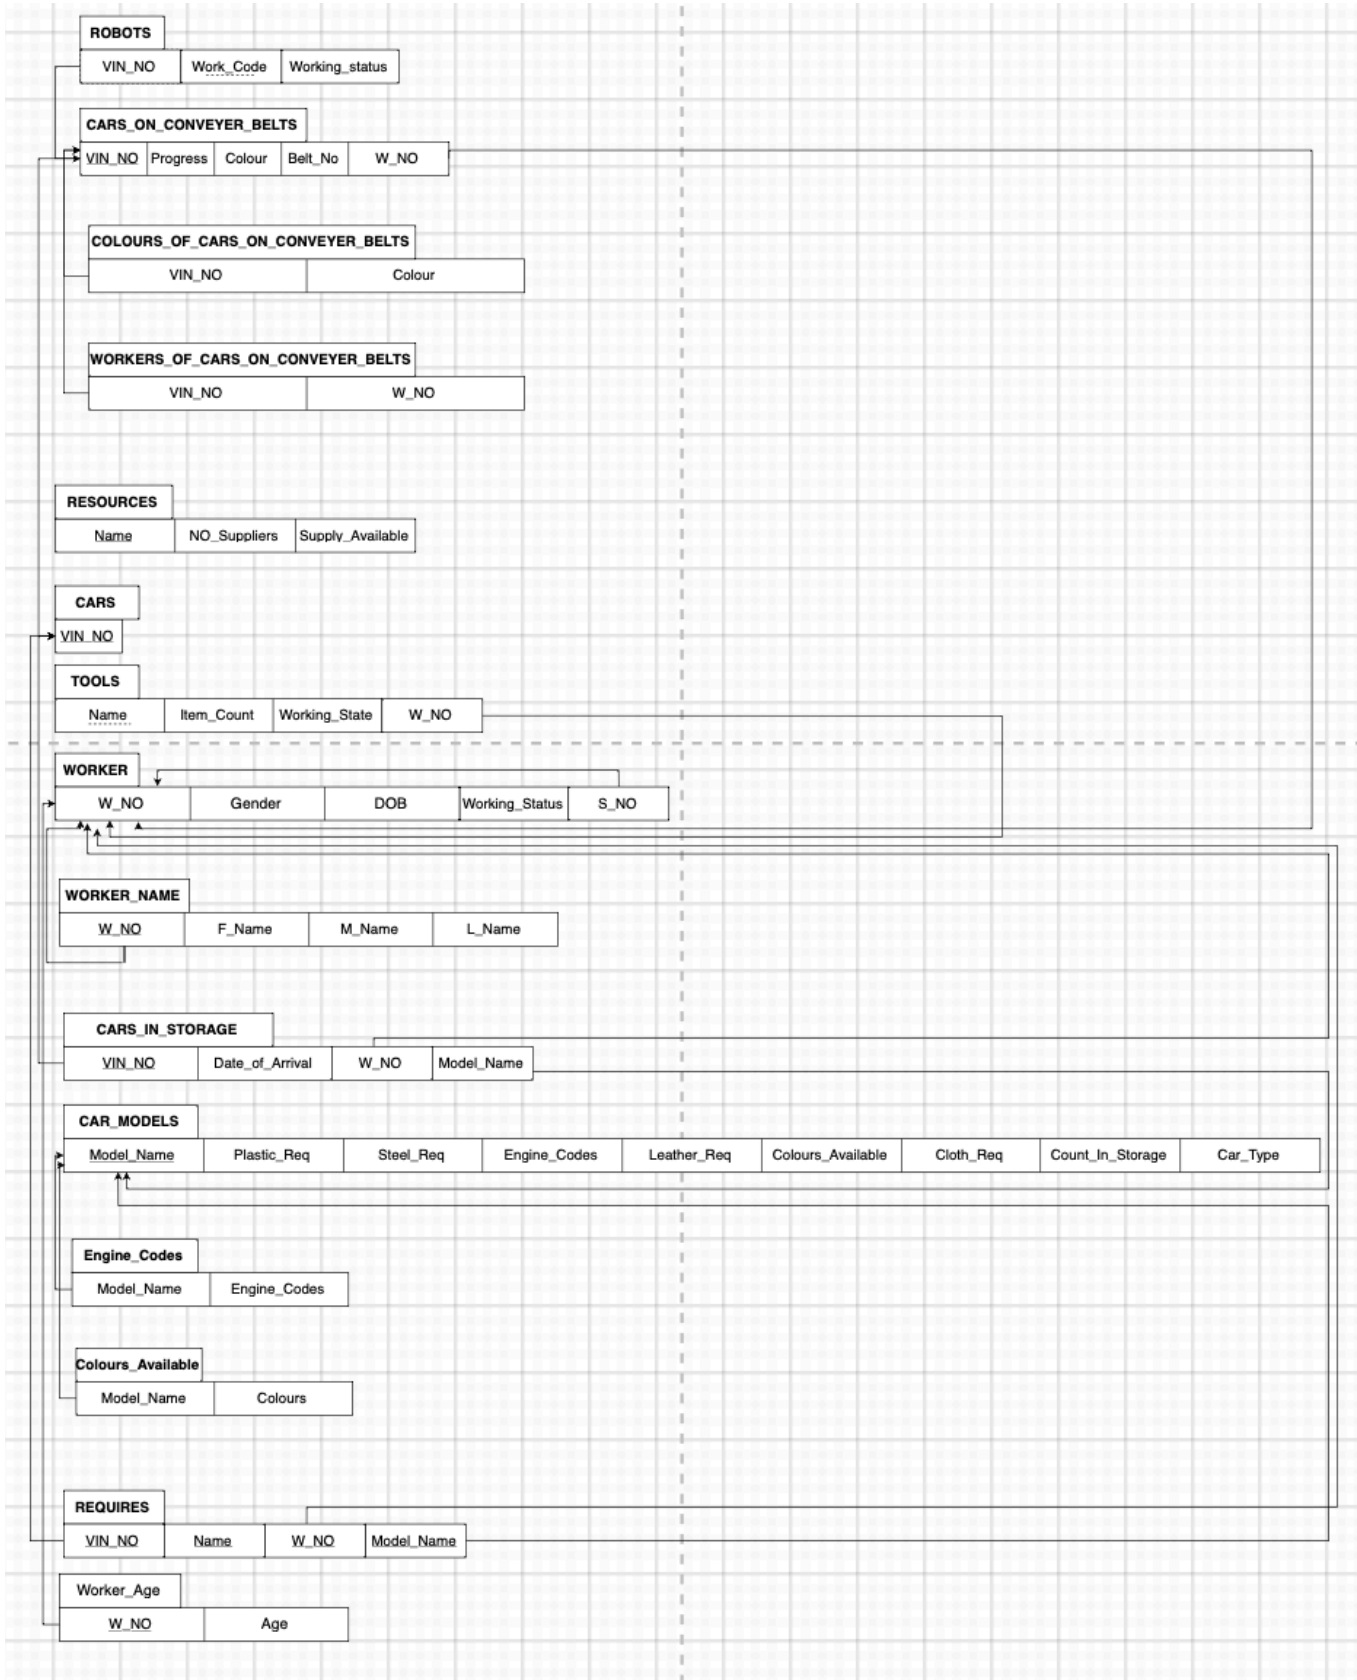 ROBOTS
VIN_NO Work_Code Working_status
CARS_ON_CONVEYER_BELTS
VIN_NO Progress Colour Belt_No W_NO
COLOURS_OF_CARS_ON_CONVEYER_BELTS
VIN_NO Colour
WORKERS_OF_CARS_ON_CONVEYER_BELTS
VIN_NO W_NO
RESOURCES
Name NO_Suppliers Supply_Available
CARS
VIN_NO
TOOLS
Name Item_Count Working_State W_NO
WORKER
W_NO Gender DOB Working_Status S_NO
WORKER_NAME
W_NO F_Name M_Name L_Name
CARS_IN_STORAGE
VIN_NO Date_of_Arrival W_NO Model_Name
CAR_MODELS
Model_Name Plastic_Req Steel_Req Engine_Codes Leather_Req Colours_Available Cloth_Req Count_In_Storage Car_Type
Engine_Codes
Model_Name Engine_Codes
Colours_Available
Model_Name Colours
REQUIRES
VIN_NO Name W_NO Model_Name
Worker_Age
W_NO Age